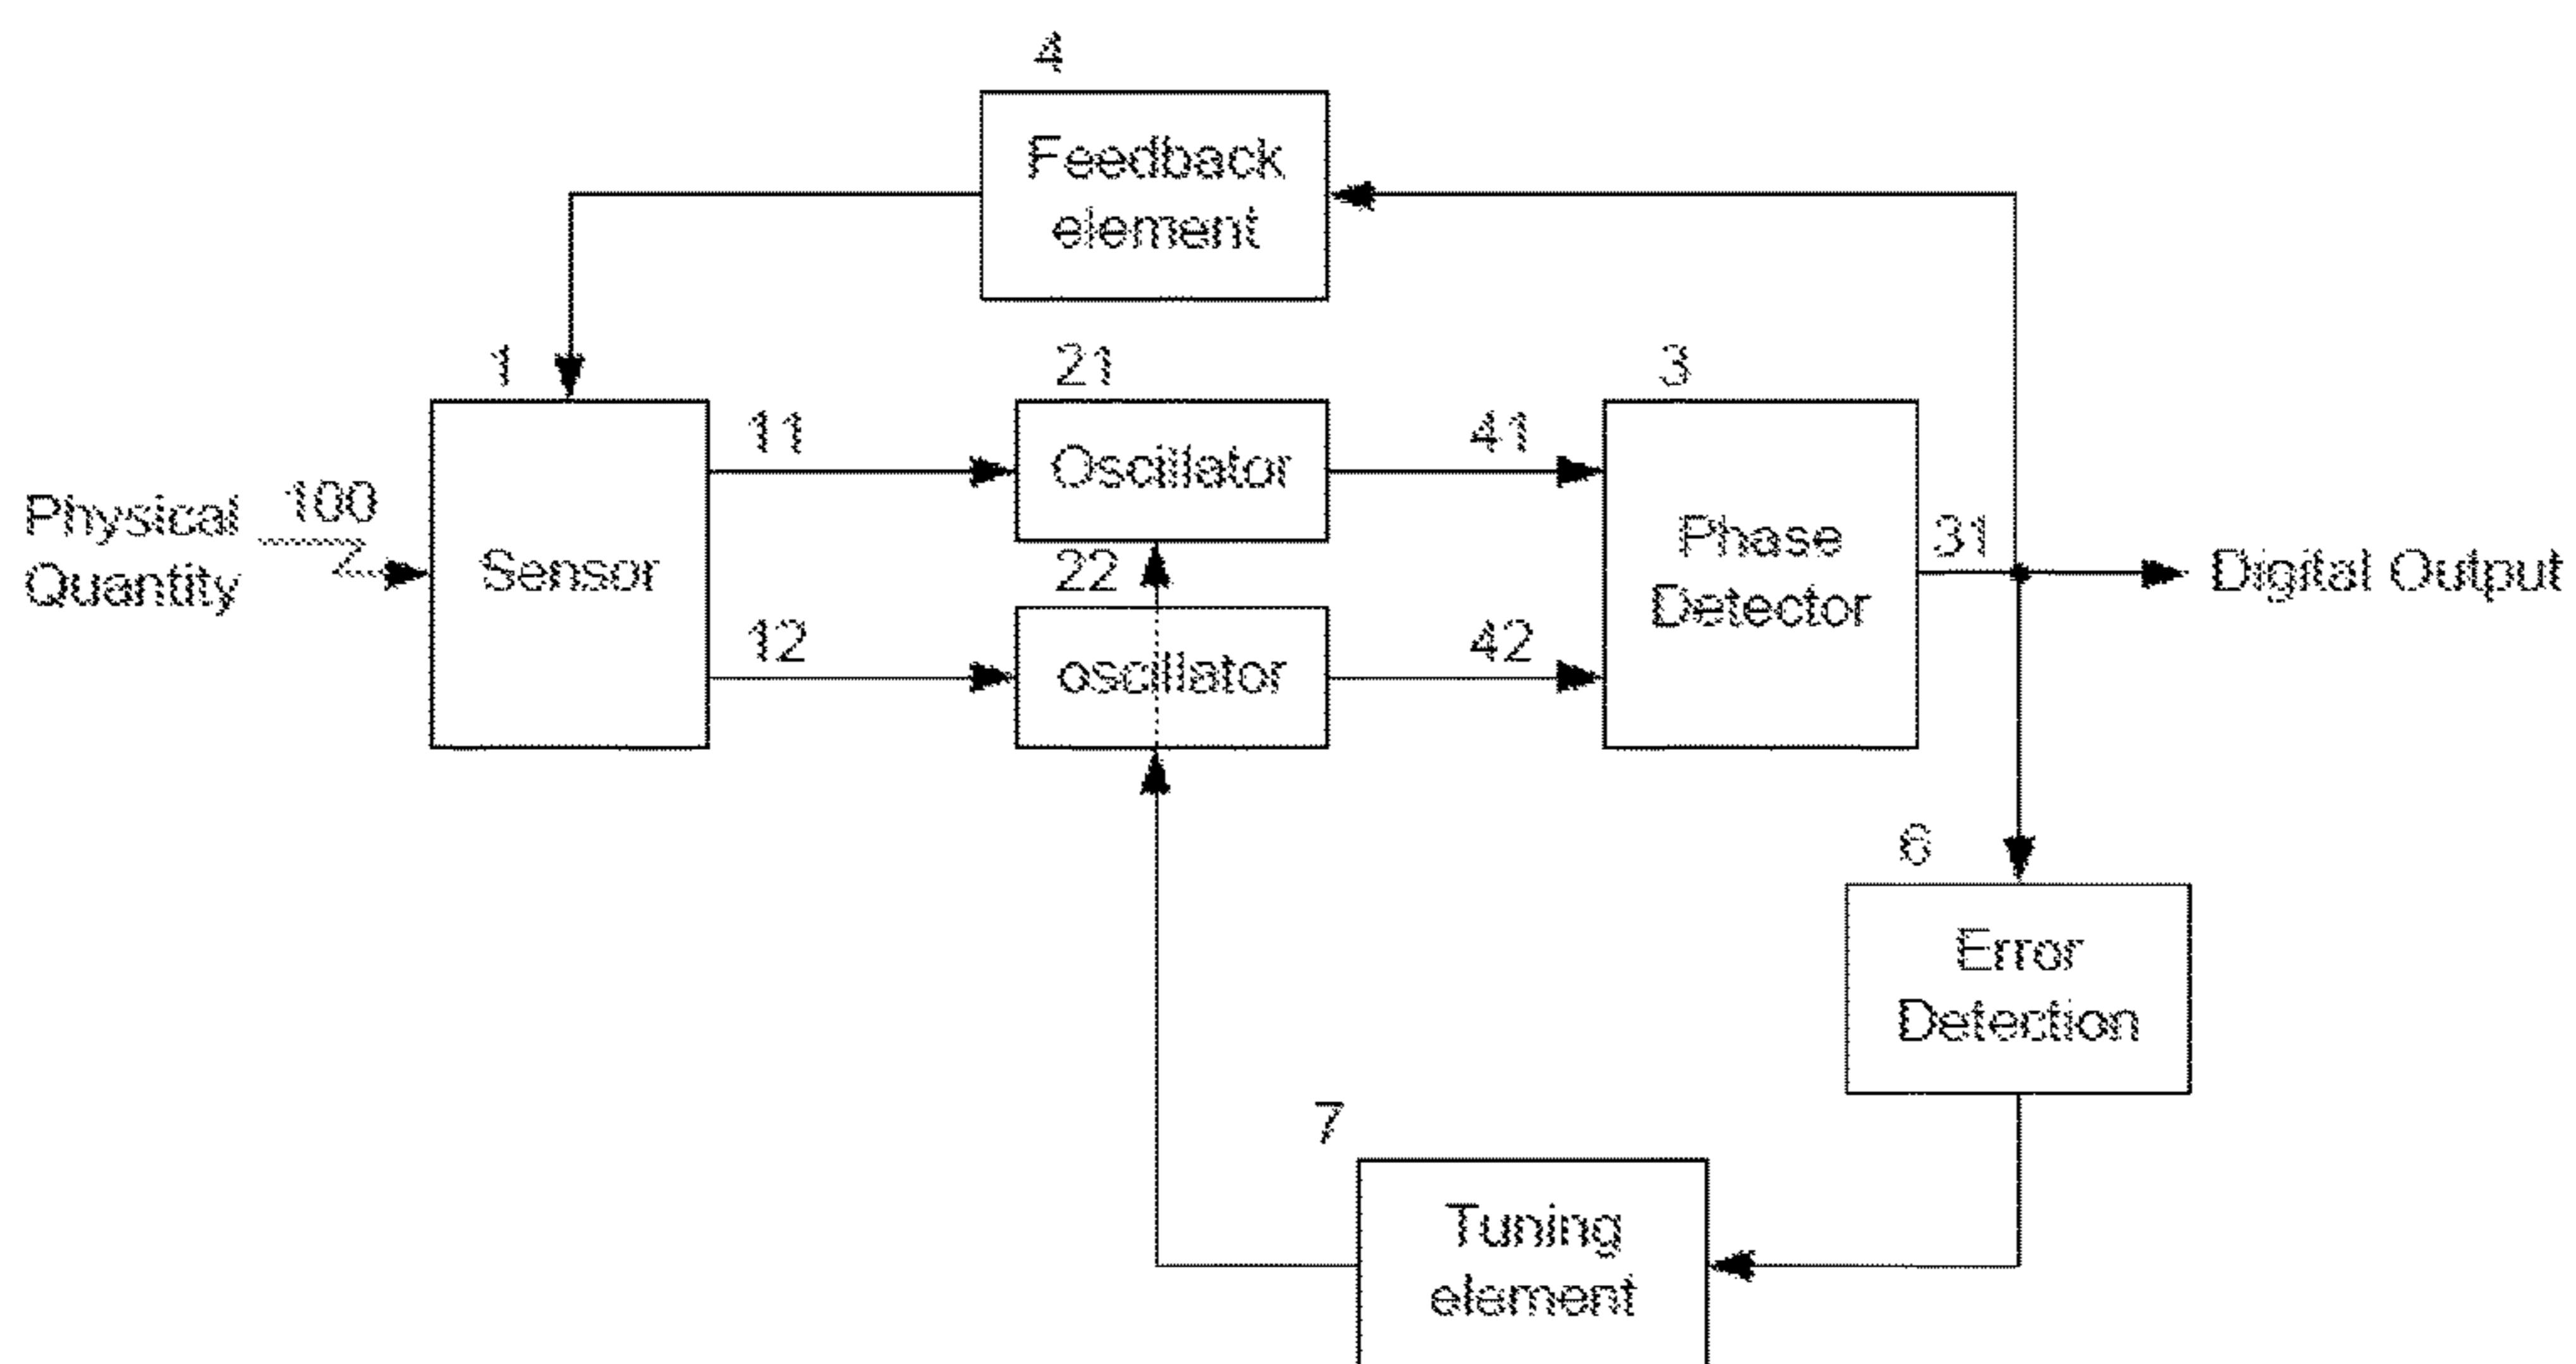 4
Feedback
element
1
21
3
11
Oscillator
41
Physical
Quantity
100
Sensor
22
Phase
Detector
31
Digital Output
12
oscillator
42
6
Error
Detection
7
Tuning
element